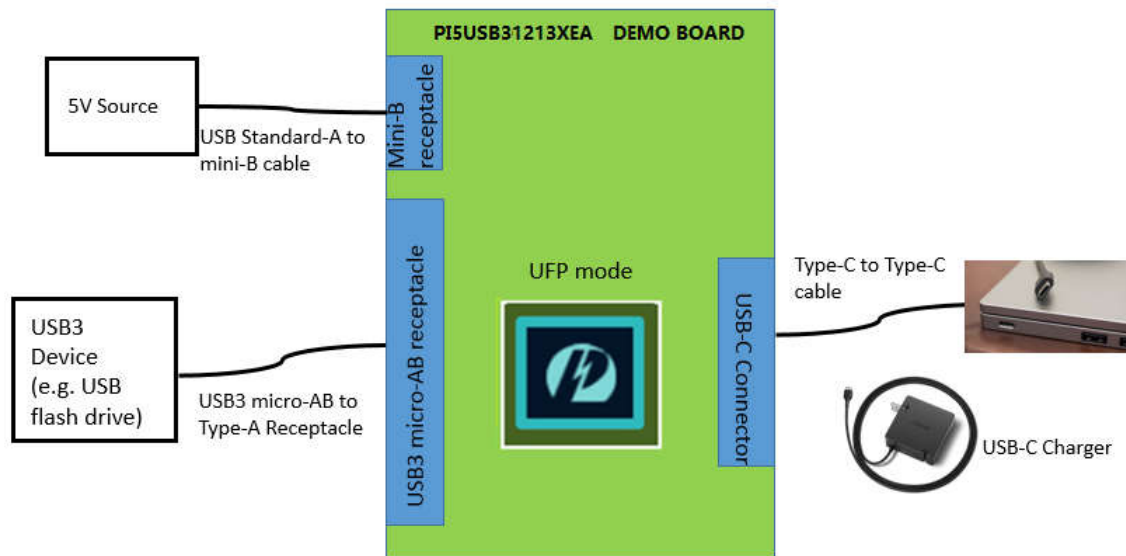 PI5USB31213XEA DEMO BOARD
5V Source
USB Standard-A to
mini-B cable
Mini-B
receptacle
USB3
Device
(e.g. USB
flash drive)
USB3 micro-AB to
Type-A Receptacle
USB3 micro-AB receptacle
UFP mode
USB-C Connector
Type-C to Type-C
cable
USB-C Charger